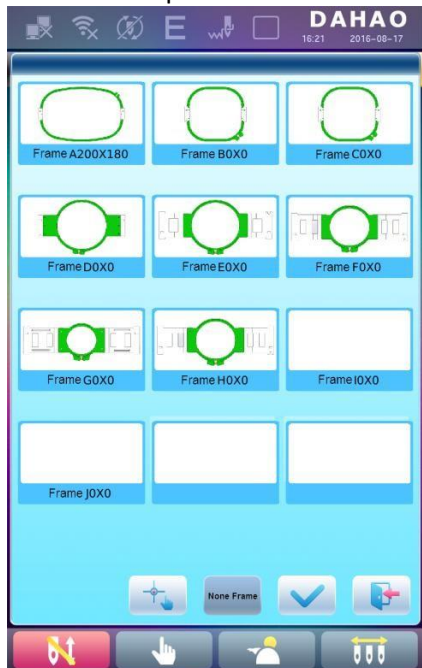 E
DAHAO
16:21 2016-08-17
Frame A200X180 Frame B0X0 Frame C0X0
Frame D0X0 Frame E0X0 Frame F0X0
Frame G0X0 Frame H0X0 Frame I0X0
Frame J0X0
None Frame